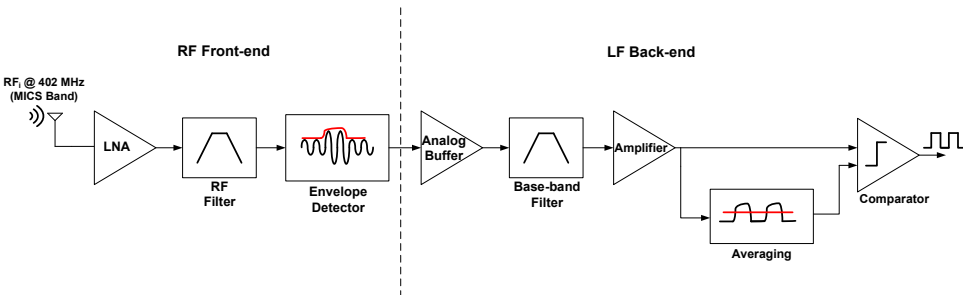 RF Front-end
LF Back-end
RFi @ 402 MHz
(MICS Band)
LNA
RF
Filter
Envelope
Detector
Analog
Buffer
Base-band
Filter
Amplifier
Averaging
Comparator